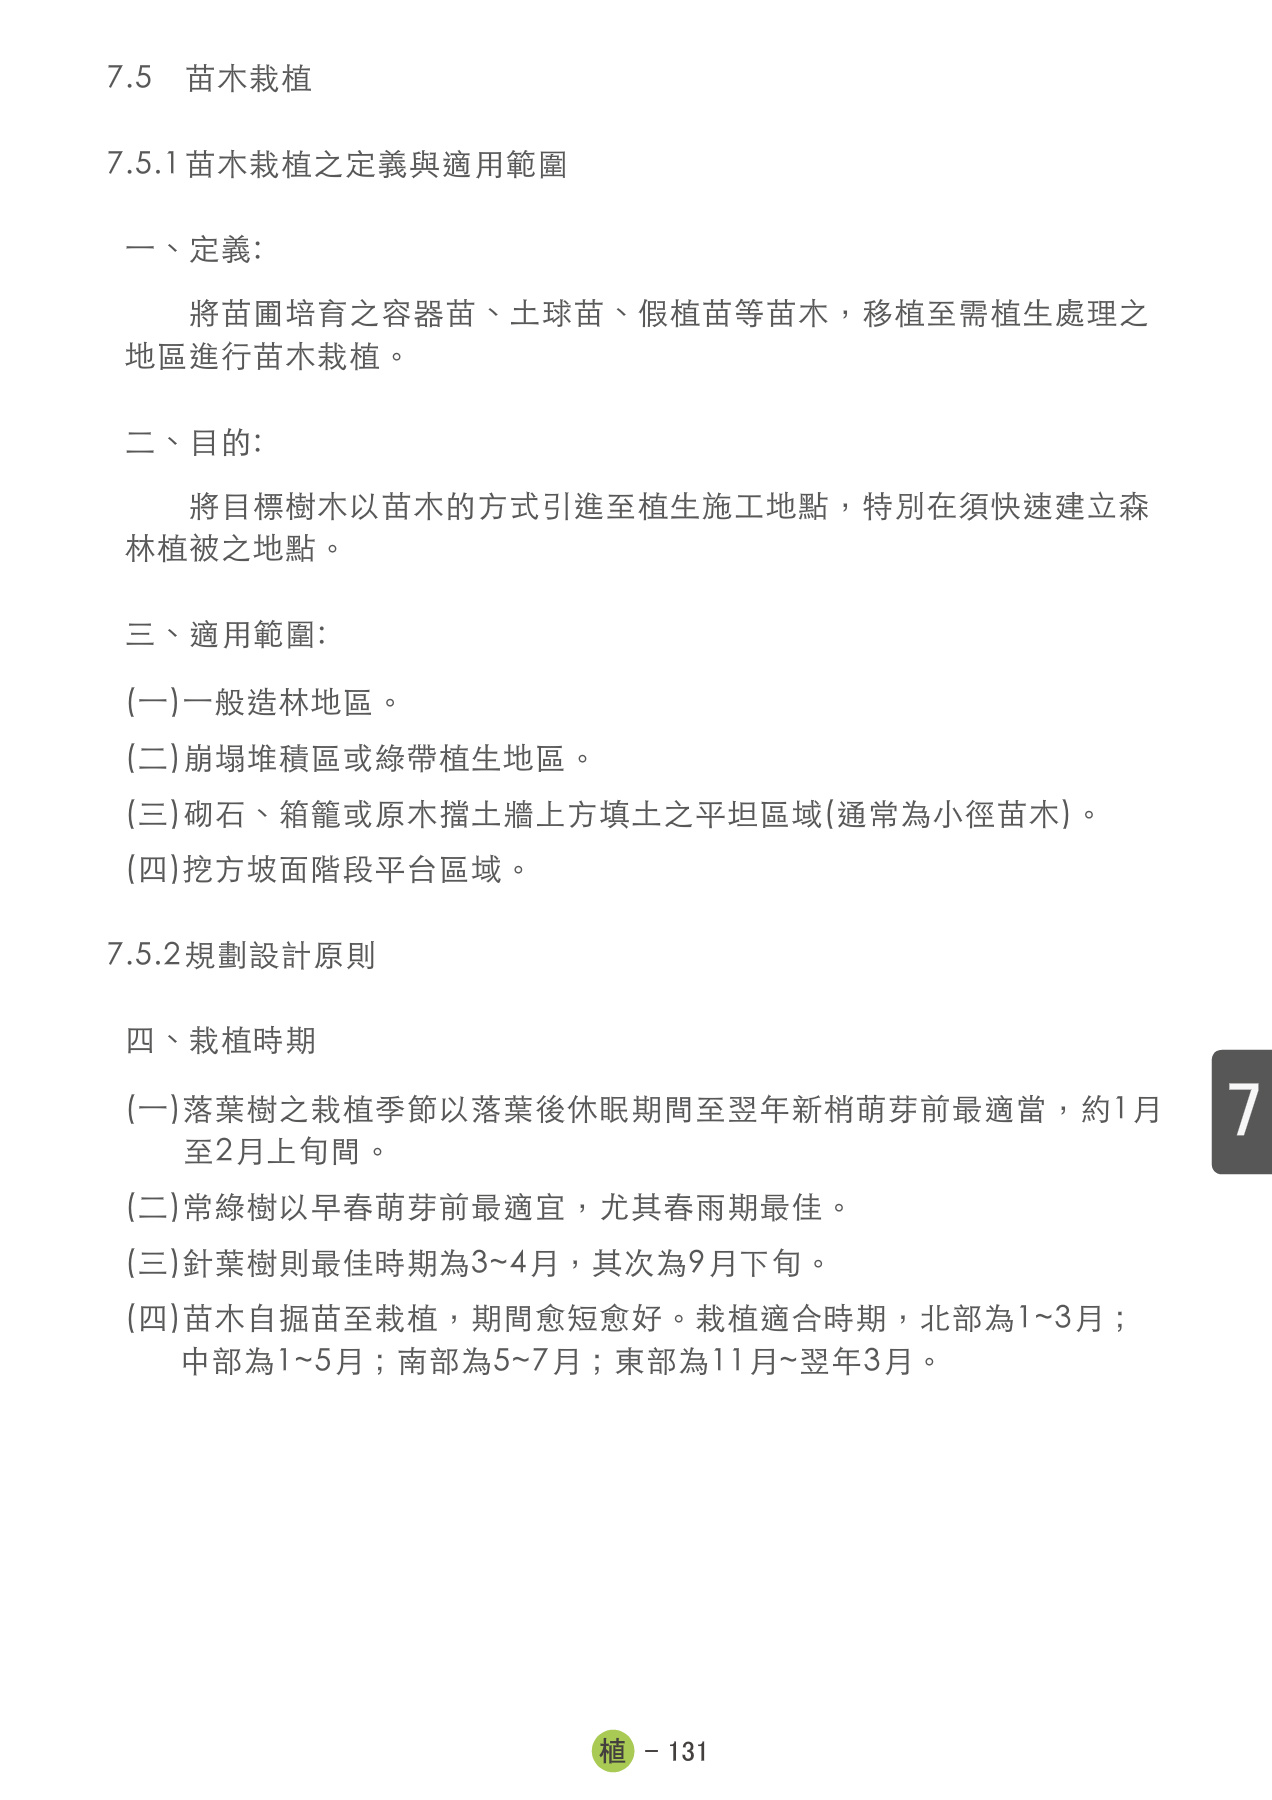 7.5　苗木栽植
7.5.1苗木栽植之定義與適用範圍
一、定義:
將苗圃培育之容器苗、土球苗、假植苗等苗木，移植至需植生處理之
地區進行苗木栽植。
二、目的:
將目標樹木以苗木的方式引進至植生施工地點，特別在須快速建立森
林植被之地點。
三、適用範圍:
(一)一般造林地區。
(二)崩塌堆積區或綠帶植生地區。
(三)砌石、箱籠或原木擋土牆上方填土之平坦區域(通常為小徑苗木)。
(四)挖方坡面階段平台區域。
7.5.2規劃設計原則
四、栽植時期
(一)落葉樹之栽植季節以落葉後休眠期間至翌年新梢萌芽前最適當，約1月
至2月上旬間。
(二)常綠樹以早春萌芽前最適宜，尤其春雨期最佳。
(三)針葉樹則最佳時期為3~4月，其次為9月下旬。
(四)苗木自掘苗至栽植，期間愈短愈好。栽植適合時期，北部為1~3月；
中部為1~5月；南部為5~7月；東部為11月~翌年3月。
7
植 – 131